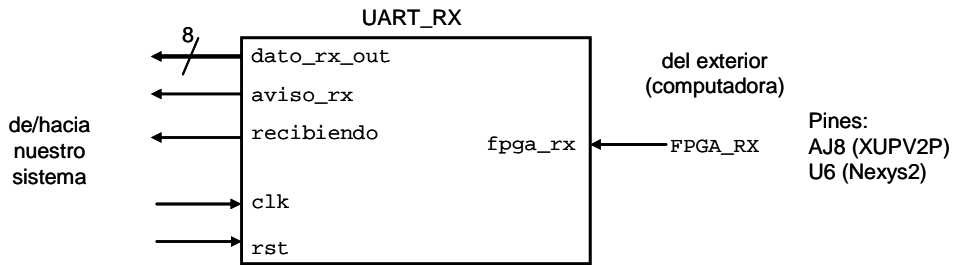 UART_RX
8
dato_rx_out
aviso_rx
recibiendo
clk
rst
fpga_rx
de/hacia
nuestro
sistema
del exterior
(computadora)
FPGA_RX
Pines:
AJ8 (XUPV2P)
U6 (Nexys2)